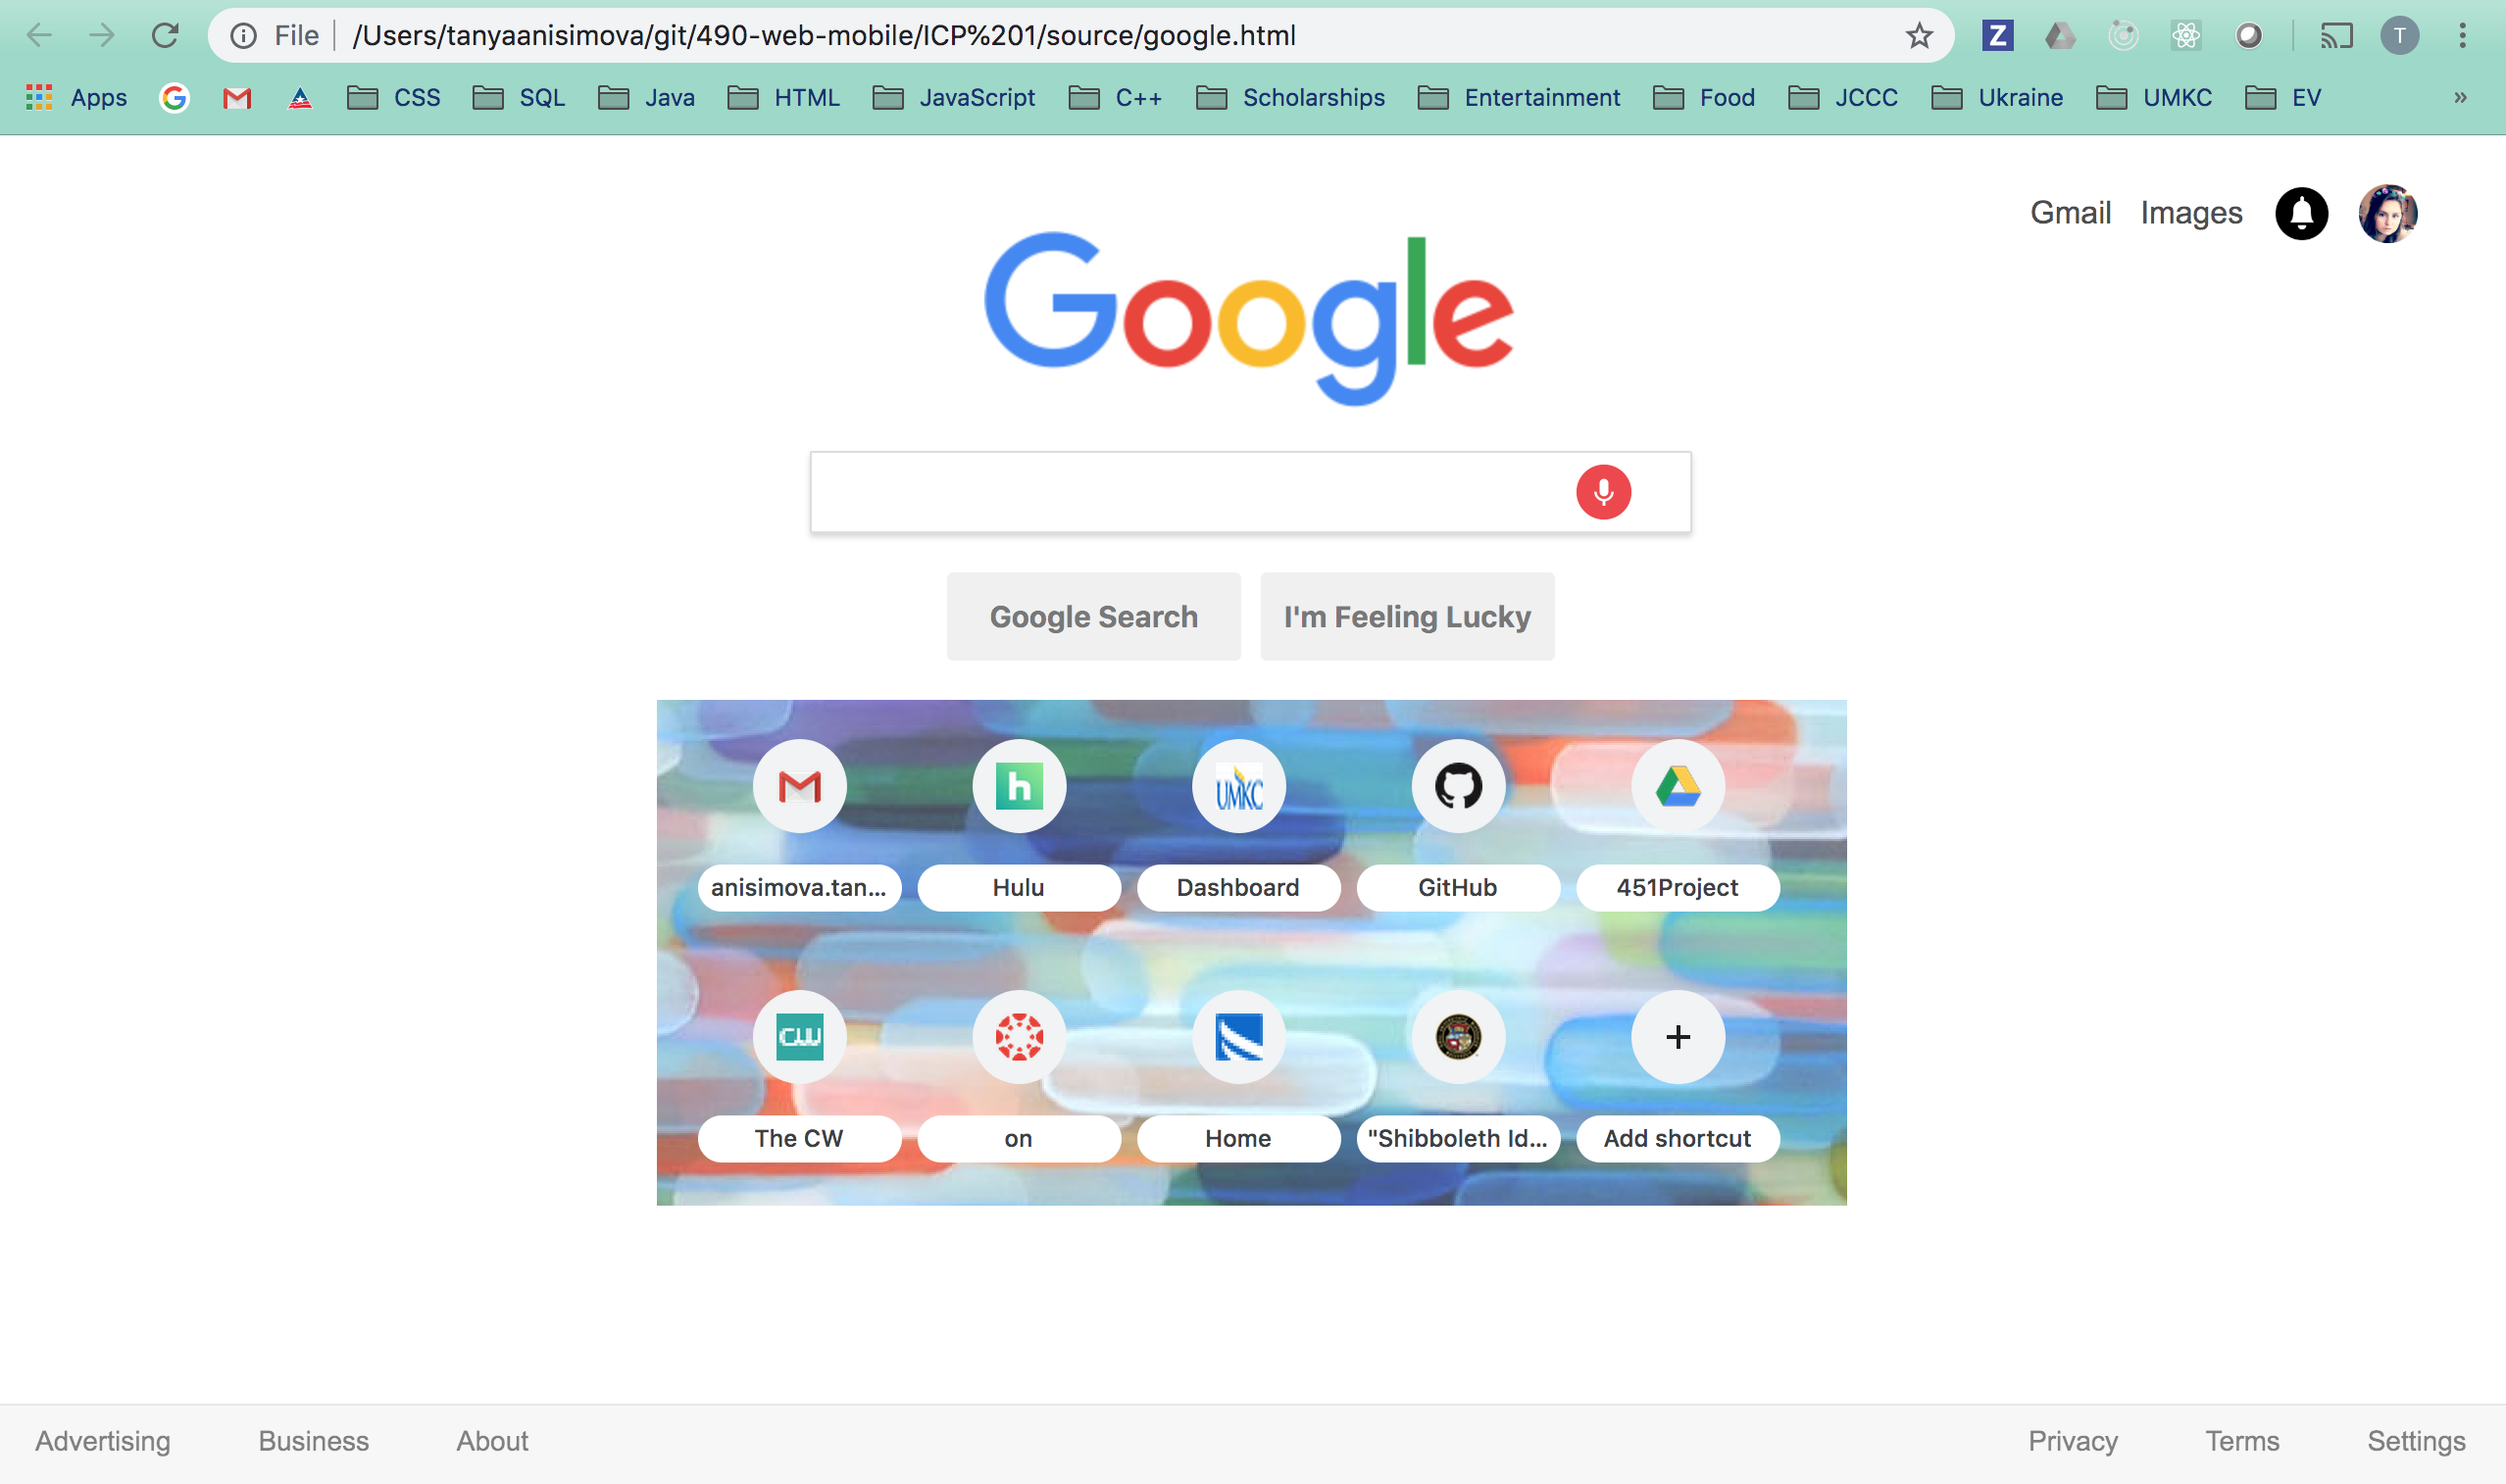 File /Users/tanyaanisimova/git/490-web-mobile/ICP%201/source/google.html Z T
Apps CSS SQL Java HTML JavaScript C++ Scholarships Entertainment Food JCCC Ukraine UMKC EV »
Gmail Images
Google
Google Search I'm Feeling Lucky
h UMKC
anisimova.tan... Hulu Dashboard GitHub 451Project
CW
The CW on Home "Shibboleth Id... Add shortcut
Advertising Business About Privacy Terms Settings